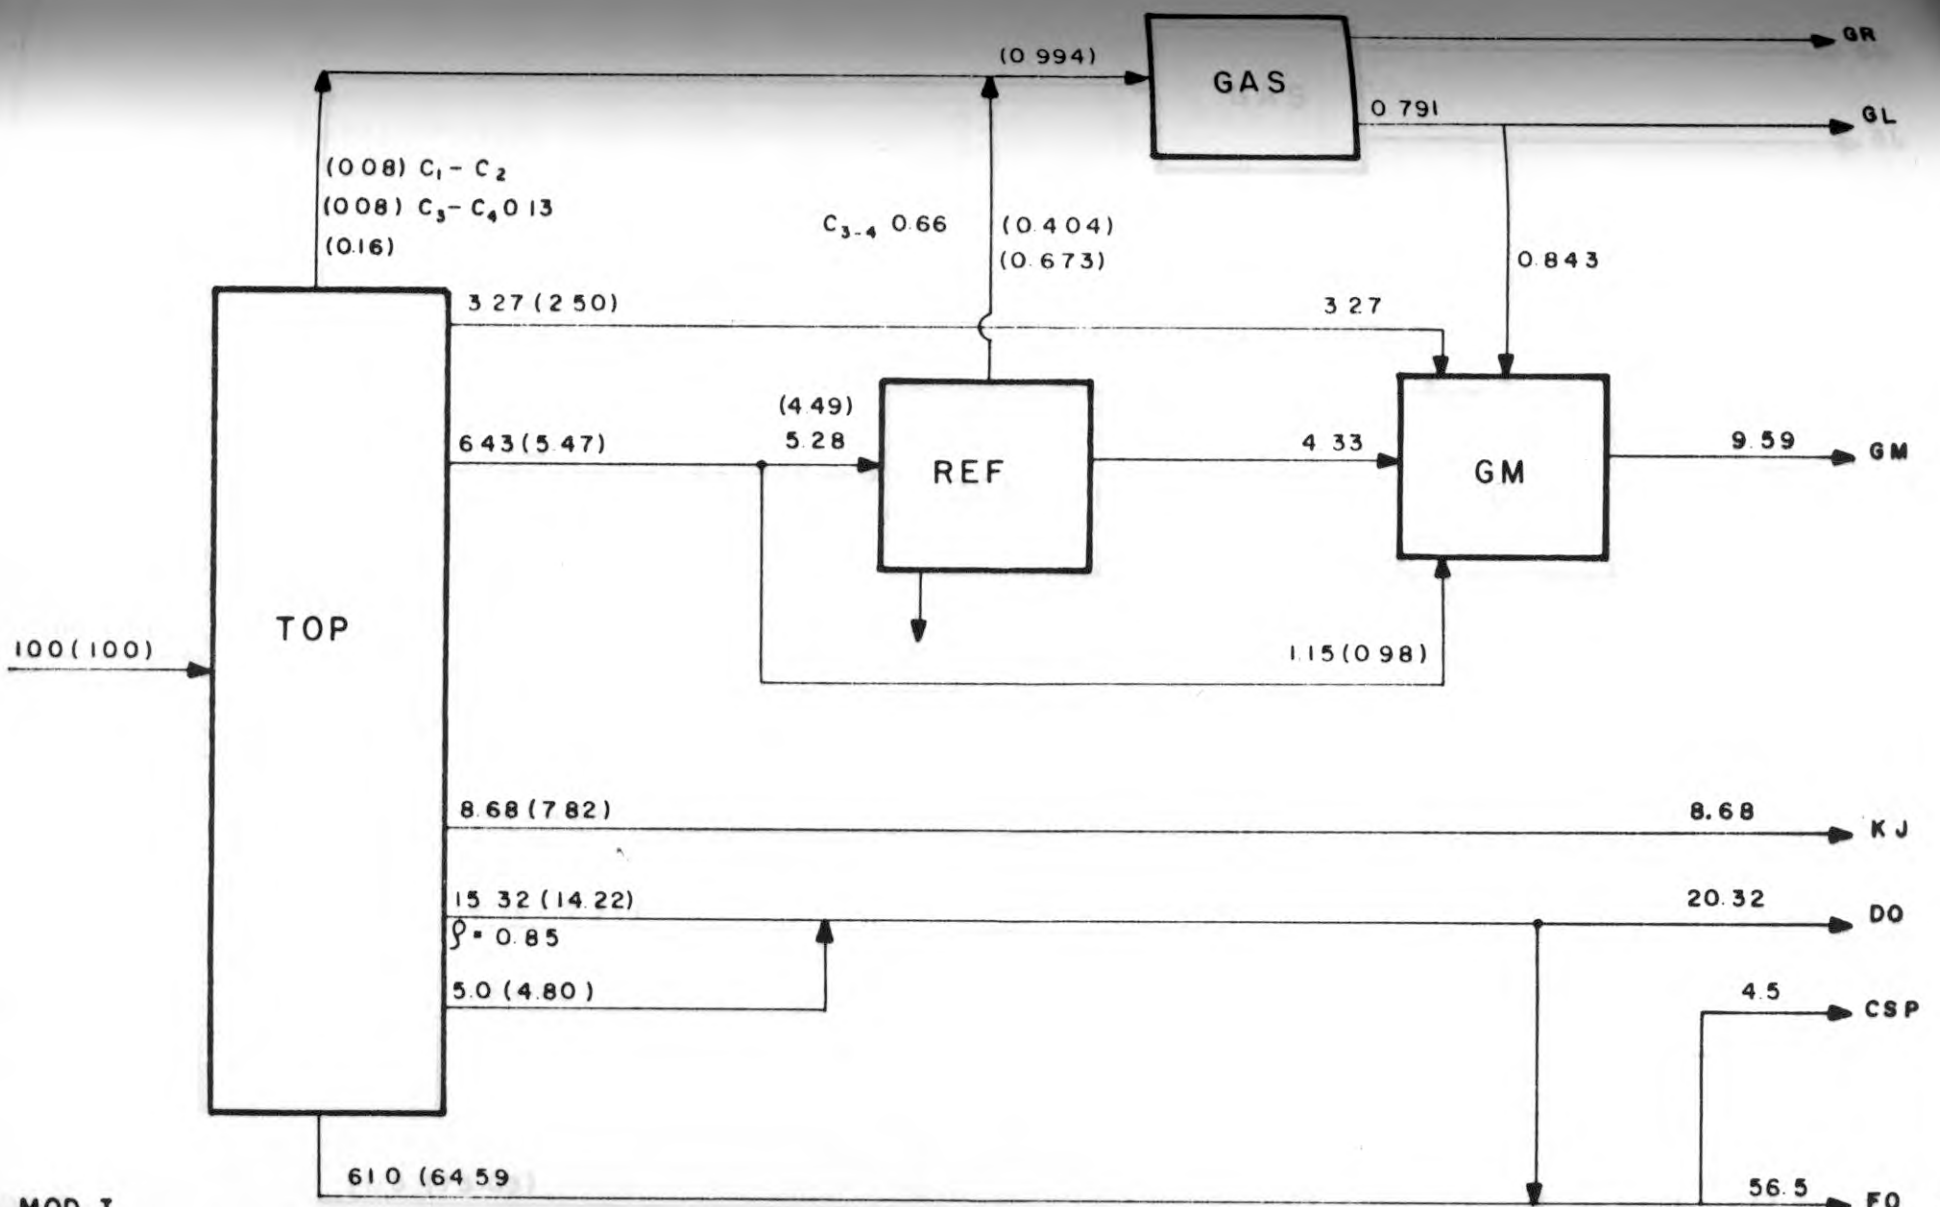 GR
(0 994)
GAS
0 791
GL
(0 08) C₁ - C₂
(0 08) C₃ - C₄ 0 13
(0.16)
C₃₋₄ 0.66
(0.404)
(0.673)
0.843
3 27 (2 50)
3 27
(4 49)
6 43 (5.47)
5.28
REF
4 33
GM
9.59
GM
TOP
100 (100)
1.15 (0 98)
8.68 (7 82)
8.68
KJ
15 32 (14.22)
20.32
DO
ρ = 0.85
5.0 (4.80)
4.5
CSP
61.0 (64.59
56.5
FO
MOD. I